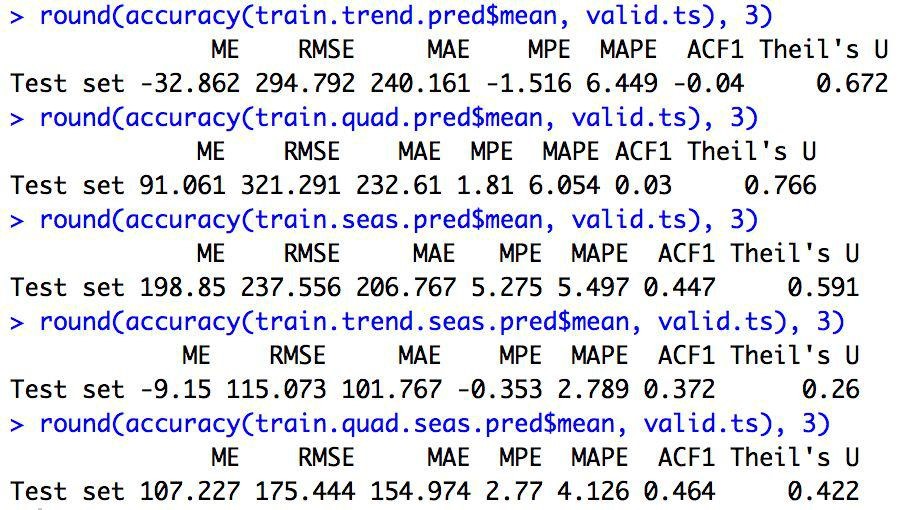 > round(accuracy(train.trend.pred$mean, valid.ts), 3)
ME RMSE MAE MPE MAPE ACF1 Theil's U
Test set -32.862 294.792 240.161 -1.516 6.449 -0.04 0.672
> round(accuracy(train.quad.pred$mean, valid.ts), 3)
ME RMSE MAE MPE MAPE ACF1 Theil's U
Test set 91.061 321.291 232.61 1.81 6.054 0.03 0.766
> round(accuracy(train.seas.pred$mean, valid.ts), 3)
ME RMSE MAE MPE MAPE ACF1 Theil's U
Test set 198.85 237.556 206.767 5.275 5.497 0.447 0.591
> round(accuracy(train.trend.seas.pred$mean, valid.ts), 3)
ME RMSE MAE MPE MAPE ACF1 Theil's U
Test set -9.15 115.073 101.767 -0.353 2.789 0.372 0.26
> round(accuracy(train.quad.seas.pred$mean, valid.ts), 3)
ME RMSE MAE MPE MAPE ACF1 Theil's U
Test set 107.227 175.444 154.974 2.77 4.126 0.464 0.422